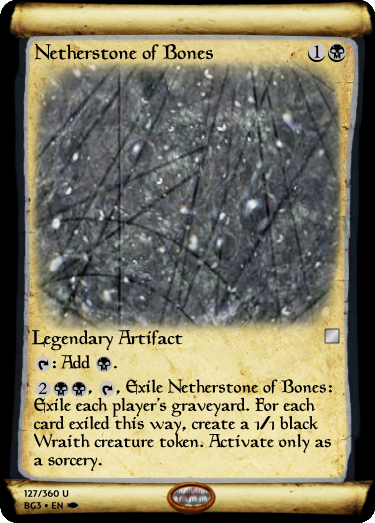 Netherstone of Bones 1
Legendary Artifact
: Add .
2 , , Exile Netherstone of Bones:
Exile each player's graveyard. For each
card exiled this way, create a 1/1 black
Wraith creature token. Activate only as
a sorcery.
127/360 U
BG3 • EN